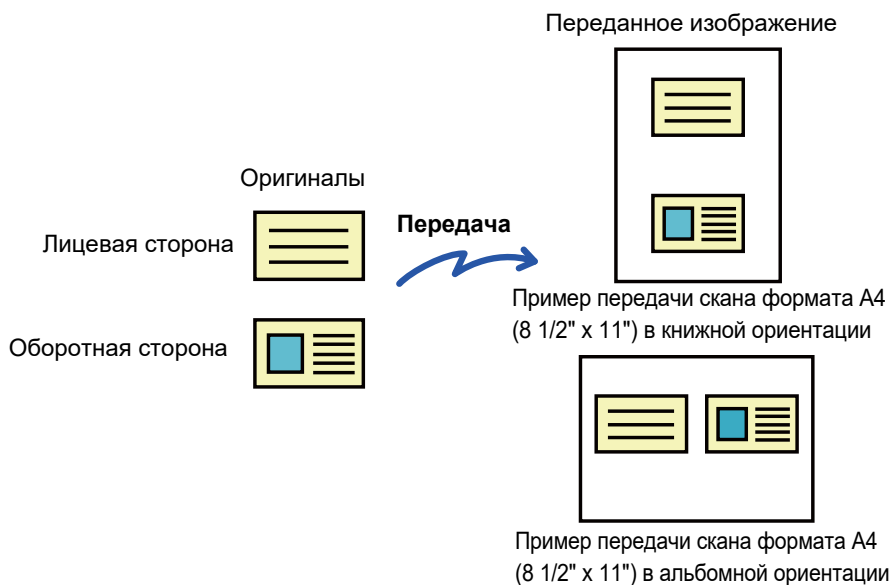 Переданное изображение
Оригиналы
Лицевая сторона
Передача
Оборотная сторона
Пример передачи скана формата A4
(8 1/2" x 11") в книжной ориентации
Пример передачи скана формата A4
(8 1/2" x 11") в альбомной ориентации